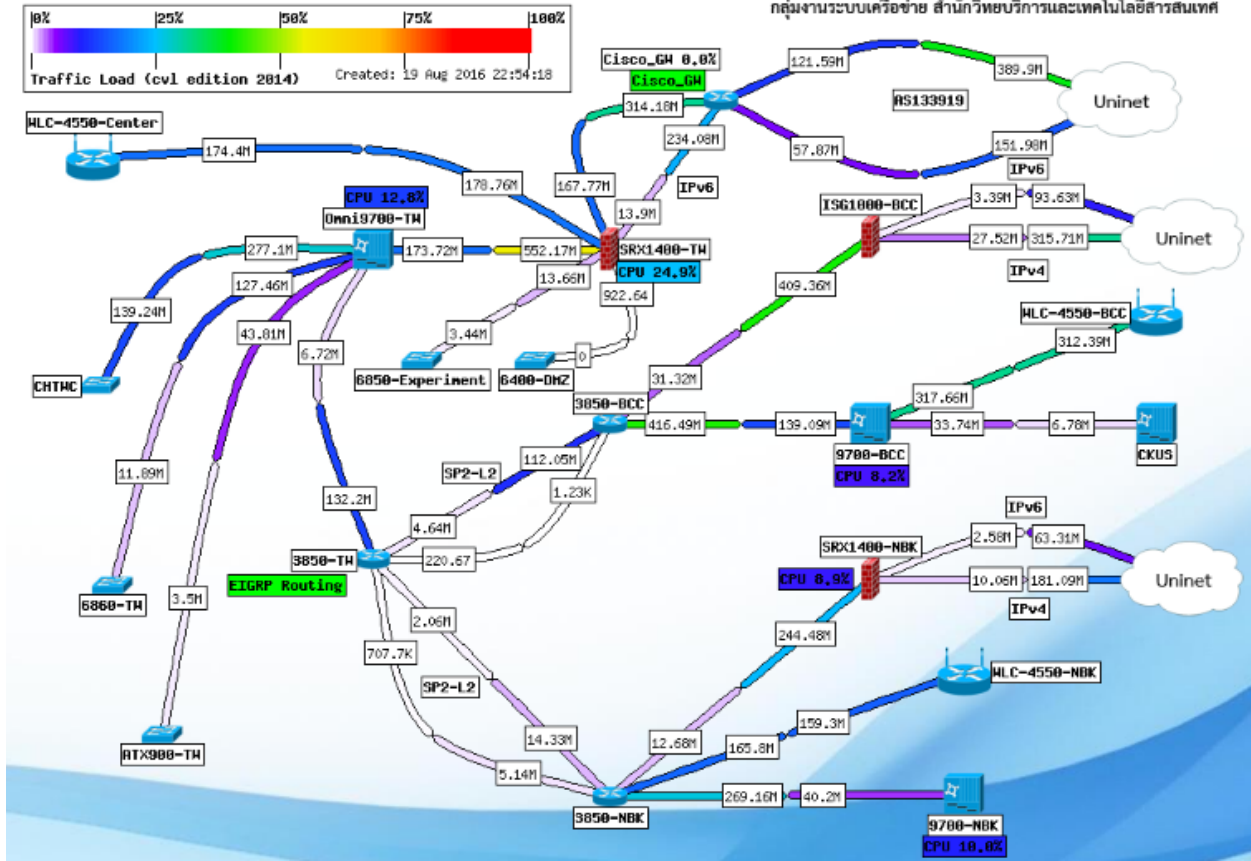 กลุ่มงานระบบเครือข่าย สำนักวิทยบริการและเทคโนโลยีสารสนเทศ
0% 25% 50% 75% 100%
Traffic Load (cvl edition 2014) Created: 19 Aug 2016 22:54:18
Cisco_GW 0.0%
Cisco_GW
121.59M
389.9M
AS133919
Uninet
314.18M
234.08M
57.87M
151.98M
WLC-4550-Center
174.4M
178.76M
167.77M
IPv6
13.9M
IPv6
3.39M
93.63M
ISG1000-BCC
27.52M
315.71M
Uninet
IPv4
CPU 12.8%
Omni9700-TW
277.1M
173.72M
552.17M
SRX1400-TW
CPU 24.9%
127.46M
13.66M
922.64
409.36M
139.24M
43.81M
3.44M
0
6.72M
WLC-4550-BCC
312.39M
CHTWC
6850-Experiment
6400-DMZ
31.32M
317.66M
3850-BCC
416.49M
139.09M
33.74M
6.78M
9700-BCC
CPU 8.2%
CKUS
11.89M
SP2-L2
112.05M
1.23K
132.2M
4.64M
220.67
3850-TW
EIGRP Routing
IPv6
2.58M
63.31M
SRX1400-NBK
CPU 8.9%
10.06M
181.09M
Uninet
IPv4
6860-TW
3.5M
2.06M
707.7K
244.48M
SP2-L2
WLC-4550-NBK
159.3M
ATX900-TW
14.33M
12.68M
165.8M
5.14M
269.16M
40.2M
3850-NBK
9700-NBK
CPU 10.0%